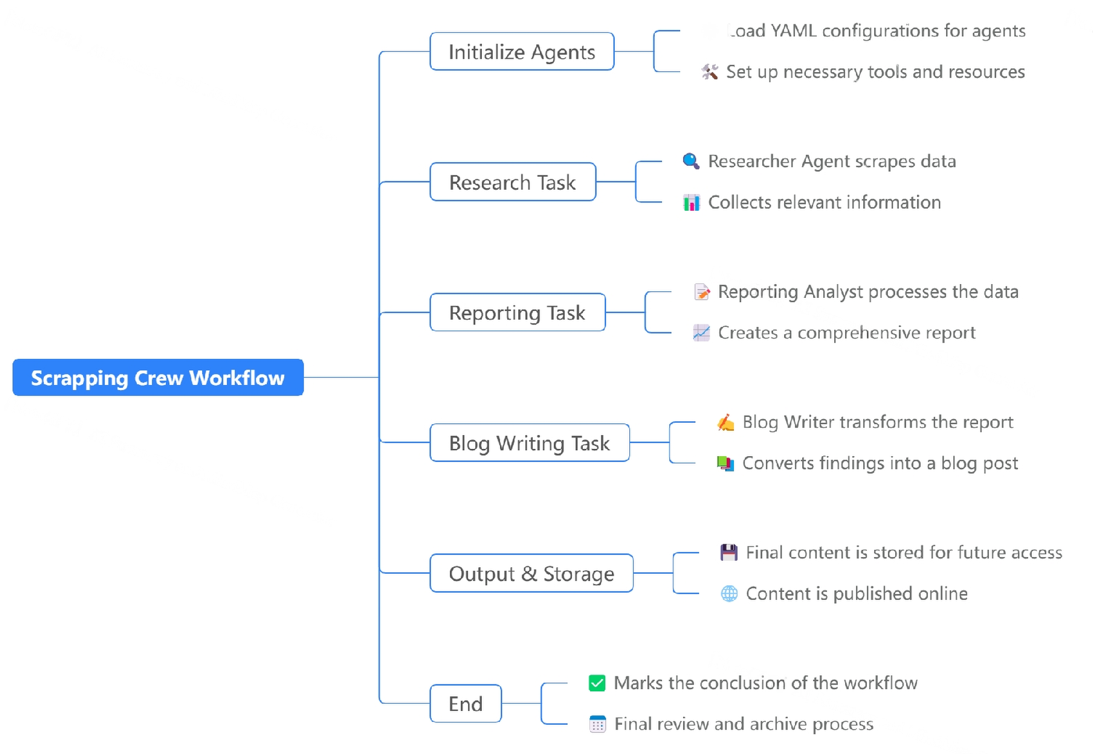 Scrapping Crew Workflow
Initialize Agents
Load YAML configurations for agents
Set up necessary tools and resources
Research Task
Researcher Agent scrapes data
Collects relevant information
Reporting Task
Reporting Analyst processes the data
Creates a comprehensive report
Blog Writing Task
Blog Writer transforms the report
Converts findings into a blog post
Output & Storage
Final content is stored for future access
Content is published online
End
Marks the conclusion of the workflow
Final review and archive process